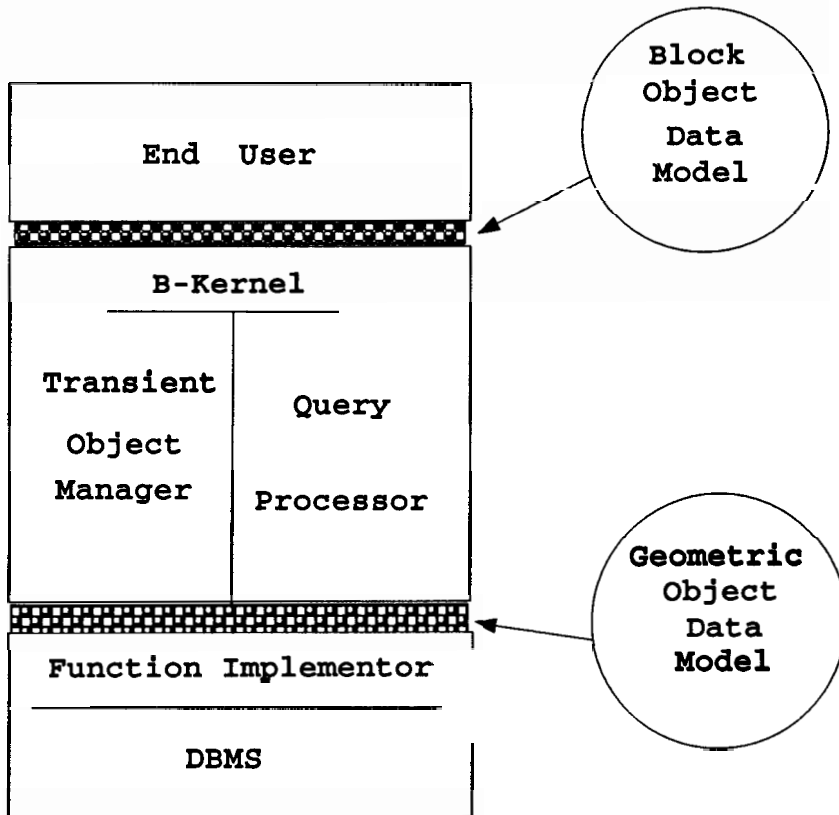 Block
Object
Data
Model
End User
B-Kernel
Transient
Object
Manager
Query
Processor
Geometric
Object
Data
Model
Function Implementor
DBMS